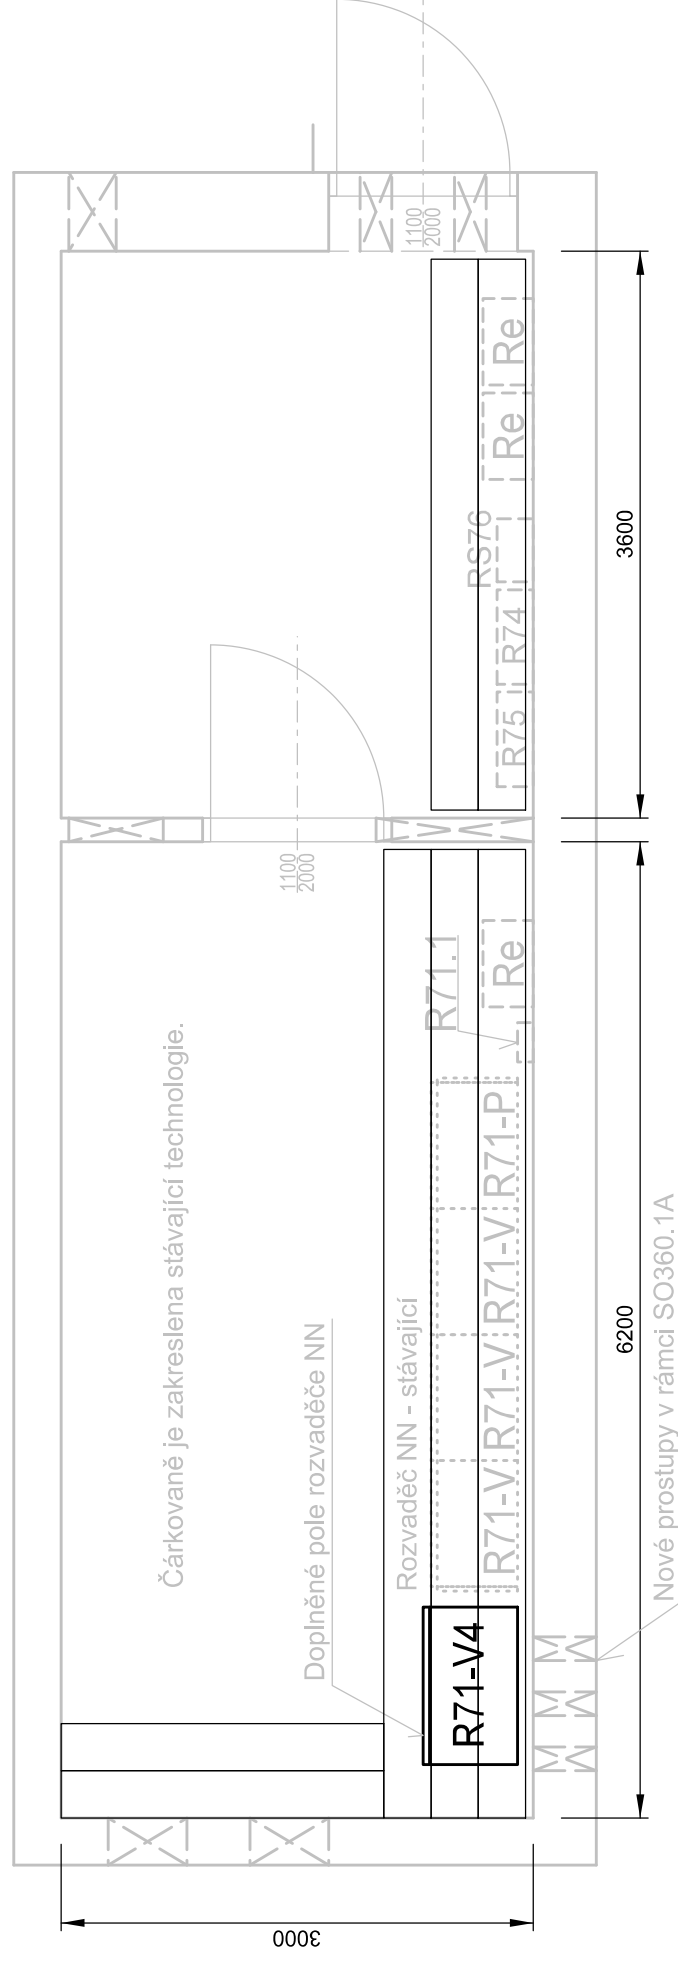 Čárkovaně je zakreslena stávající technologie.
Doplněné pole rozvaděče NN
Rozvaděč NN - stávající
R71-V4
R71-V
R71-V
R71-V
R71-P
R71.1
Re
R75
R74
RS76
Re
Re
1100
2000
1100
2000
3000
6200
3600
Nové prostupy v rámci SO360.1A